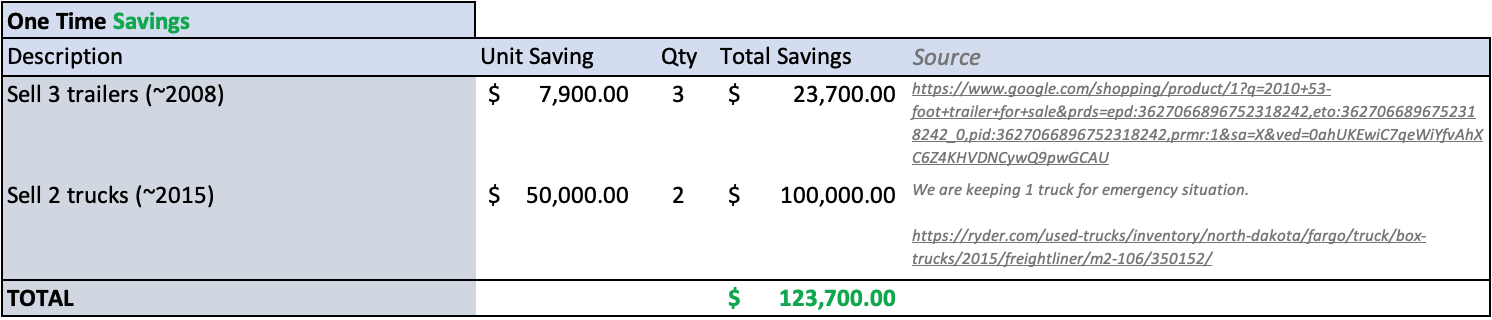 One Time Savings
Description Unit Saving Qty Total Savings Source
Sell 3 trailers (~2008) $ 7,900.00 3 $ 23,700.00 https://www.google.com/shopping/product/1?q=2010+53-
foot+trailer+for+sale&prds=epd:3627066896752318242,eto:362706689675231
8242_0,pid:3627066896752318242,prmr:1&sa=X&ved=0ahUKEwiC7qeWiYfvAhX
C6Z4KHVDNCywQ9pwGCAU
Sell 2 trucks (~2015) $ 50,000.00 2 $ 100,000.00 We are keeping 1 truck for emergency situation.
https://ryder.com/used-trucks/inventory/north-dakota/fargo/truck/box-
trucks/2015/freightliner/m2-106/350152/
TOTAL $ 123,700.00